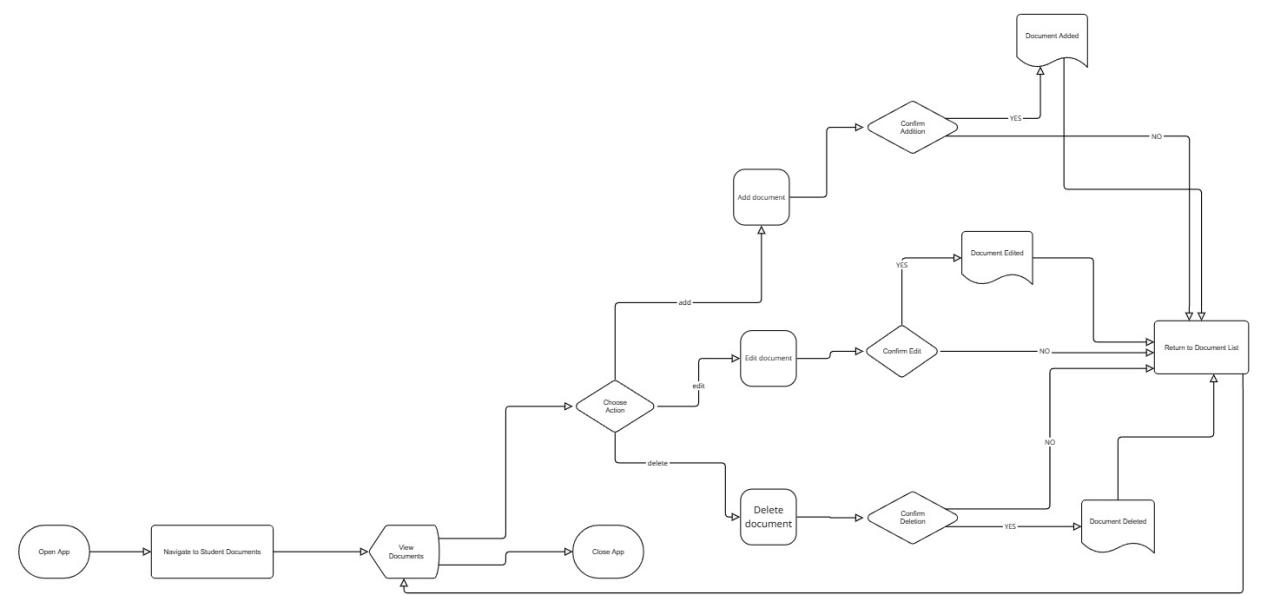 Document Added
Confirm
Addition
YES
NO
Add document
Document Edited
YES
add
Return to Document List
Confirm Edit
NO
Edit document
edit
Choose
Action
NO
delete
Delete
document
Confirm
Deletion
YES
Document Deleted
Open App
Navigate to Student Documents
View
Documents
Close App